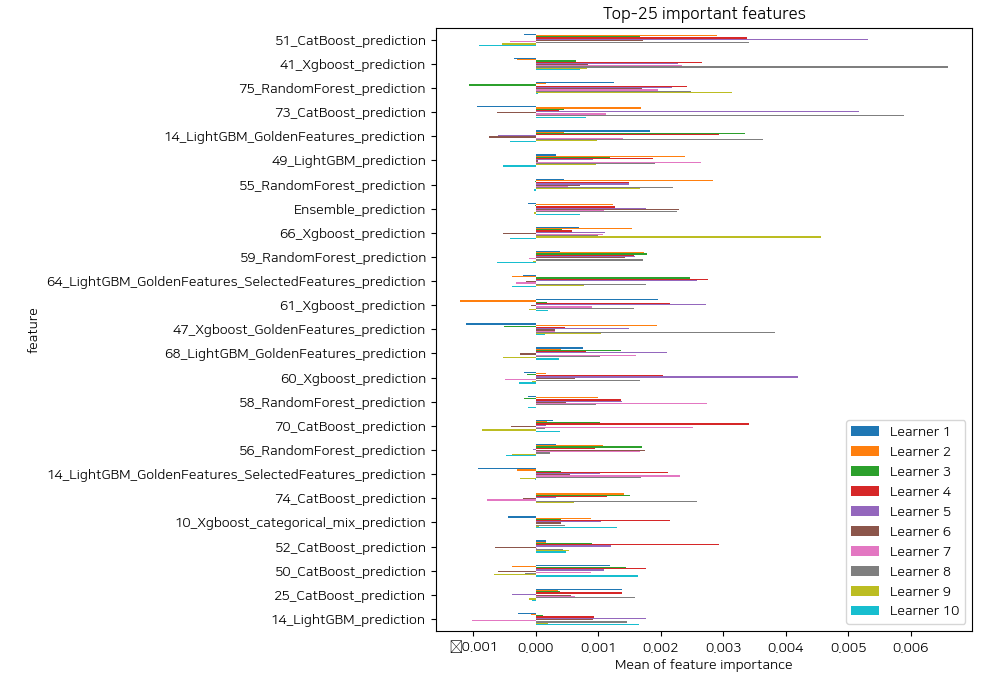 Top-25 important features
51_CatBoost_prediction
41_Xgboost_prediction
75_RandomForest_prediction
73_CatBoost_prediction
14_LightGBM_GoldenFeatures_prediction
49_LightGBM_prediction
55_RandomForest_prediction
Ensemble_prediction
66_Xgboost_prediction
59_RandomForest_prediction
64_LightGBM_GoldenFeatures_SelectedFeatures_prediction
61_Xgboost_prediction
47_Xgboost_GoldenFeatures_prediction
68_LightGBM_GoldenFeatures_prediction
60_Xgboost_prediction
58_RandomForest_prediction
70_CatBoost_prediction
56_RandomForest_prediction
14_LightGBM_GoldenFeatures_SelectedFeatures_prediction
74_CatBoost_prediction
10_Xgboost_categorical_mix_prediction
52_CatBoost_prediction
50_CatBoost_prediction
25_CatBoost_prediction
14_LightGBM_prediction
feature
Learner 1
Learner 2
Learner 3
Learner 4
Learner 5
Learner 6
Learner 7
Learner 8
Learner 9
Learner 10
0.001 0.000 0.001 0.002 0.003 0.004 0.005 0.006
Mean of feature importance